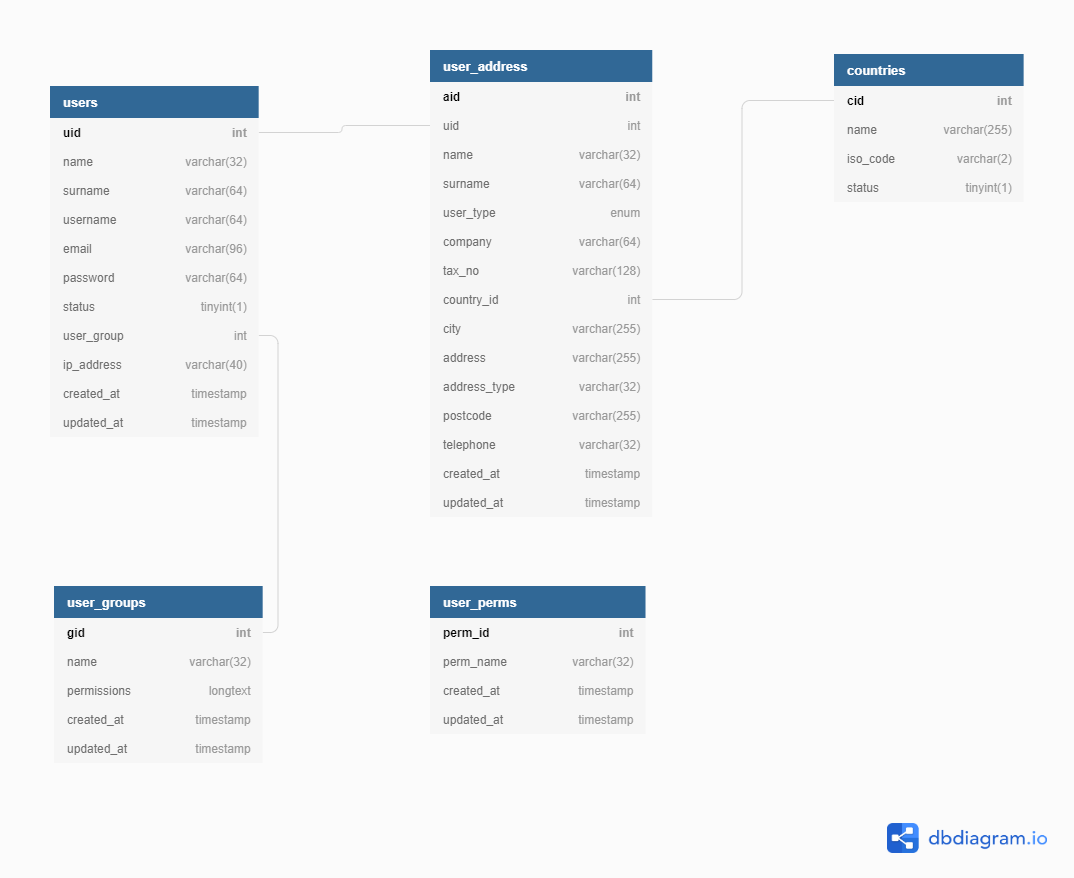 users
uid int
name varchar(32)
surname varchar(64)
username varchar(64)
email varchar(96)
password varchar(64)
status tinyint(1)
user_group int
ip_address varchar(40)
created_at timestamp
updated_at timestamp
user_address
aid int
uid int
name varchar(32)
surname varchar(64)
user_type enum
company varchar(64)
tax_no varchar(128)
country_id int
city varchar(255)
address varchar(255)
address_type varchar(32)
postcode varchar(255)
telephone varchar(32)
created_at timestamp
updated_at timestamp
countries
cid int
name varchar(255)
iso_code varchar(2)
status tinyint(1)
user_groups
gid int
name varchar(32)
permissions longtext
created_at timestamp
updated_at timestamp
user_perms
perm_id int
perm_name varchar(32)
created_at timestamp
updated_at timestamp
dbdiagram.io